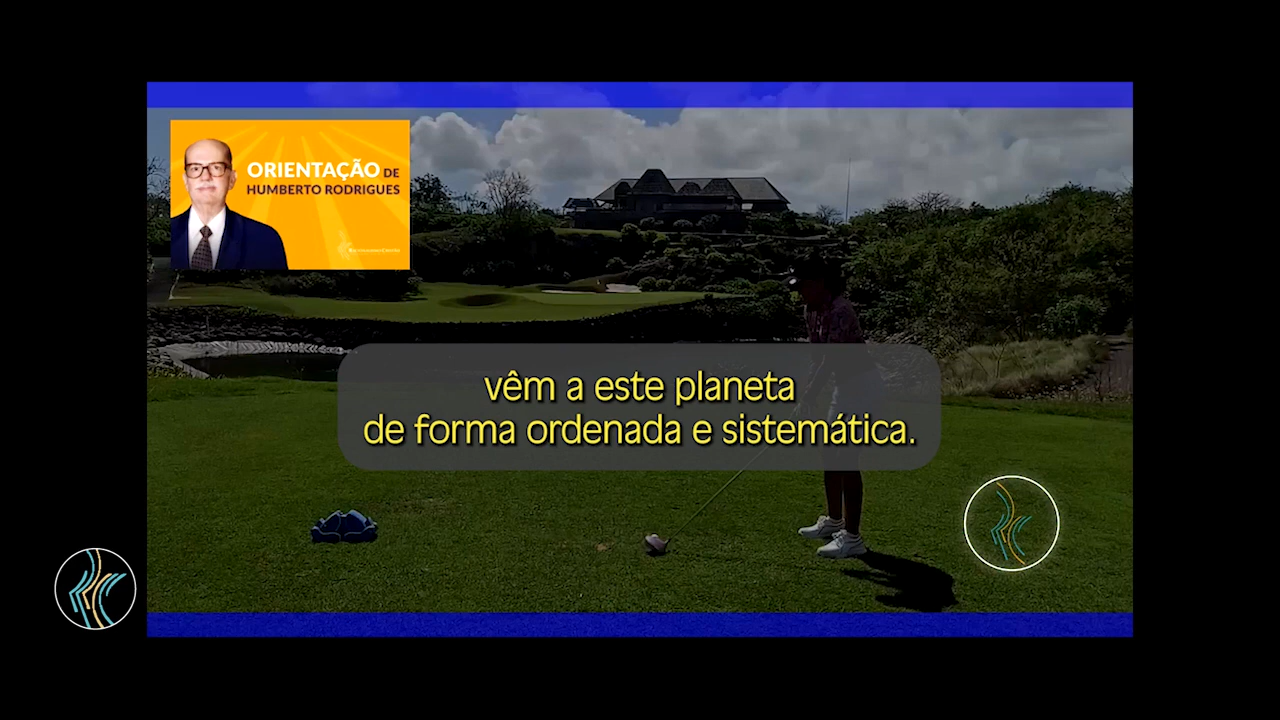 ORIENTAÇÃO DE
HUMBERTO RODRIGUES
vêm a este planeta
de forma ordenada e sistemática.